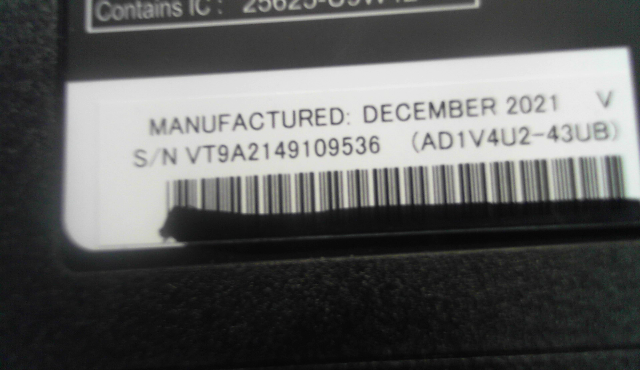 Contains IC:
MANUFACTURED: DECEMBER 2021 V
S/N VT9A2149109536 (AD1V4U2-43UB)